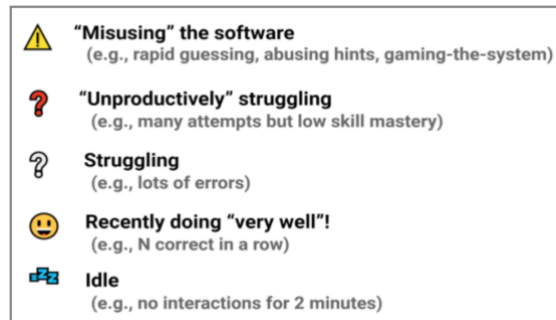 “Misusing” the software
(e.g., rapid guessing, abusing hints, gaming-the-system)
“Unproductively” struggling
(e.g., many attempts but low skill mastery)
Struggling
(e.g., lots of errors)
Recently doing “very well”!
(e.g., N correct in a row)
Idle
(e.g., no interactions for 2 minutes)